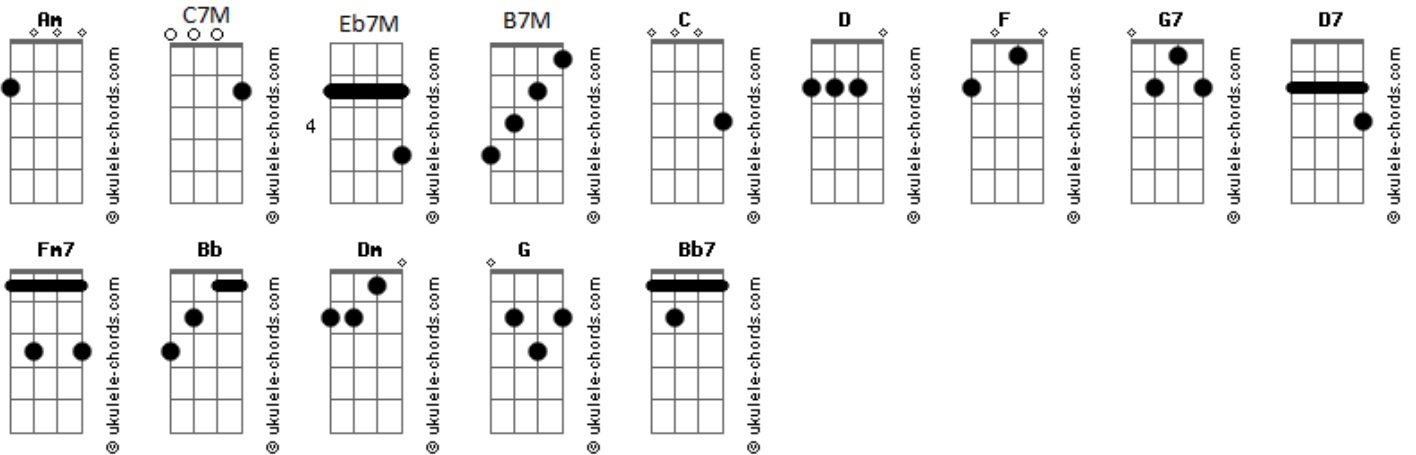 Am C7M Eb7M B7M C D F G7 D7
© ukulele-chords.com © ukulele-chords.com © ukulele-chords.com © ukulele-chords.com © ukulele-chords.com © ukulele-chords.com © ukulele-chords.com © ukulele-chords.com © ukulele-chords.com
4
Fm7 Bb Dm G Bb7
© ukulele-chords.com © ukulele-chords.com © ukulele-chords.com © ukulele-chords.com © ukulele-chords.com